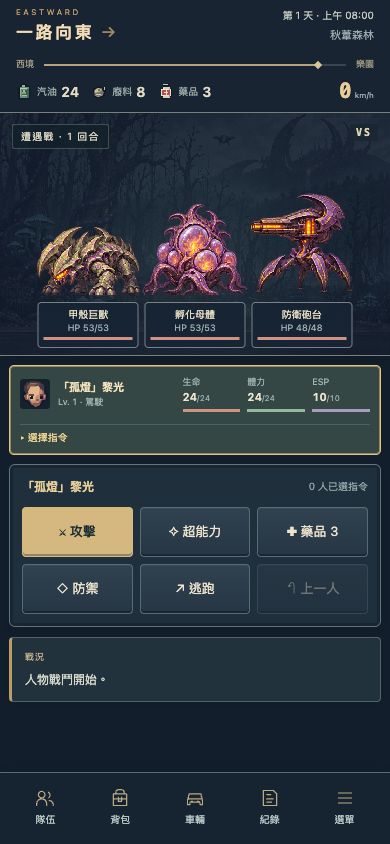 EASTWARD
一路向東 →
第 1 天 · 上午 08:00
秋葦森林
西境
樂園
汽油 24
廢料 8
藥品 3
0 km/h
遭遇戰 · 1 回合
VS
甲殼巨獸
HP 53/53
孵化母體
HP 53/53
防衛砲台
HP 48/48
「孤燈」黎光
Lv. 1 · 駕駛
生命
24/24
體力
24/24
ESP
10/10
▸ 選擇指令
「孤燈」黎光
0 人已選指令
⚔ 攻擊
✧ 超能力
✚ 藥品 3
◇ 防禦
↗ 逃跑
↶ 上一人
戰況
人物戰鬥開始。
隊伍
背包
車輛
紀錄
選單